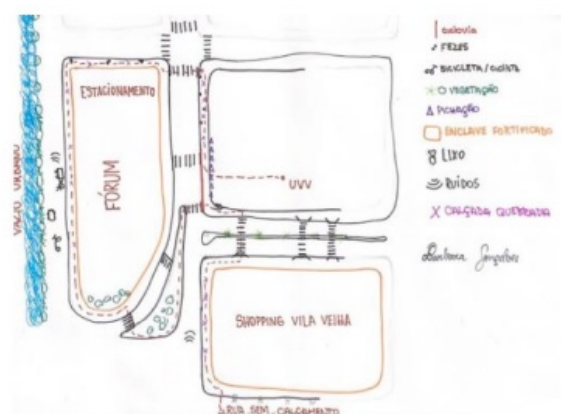 ESTACIONAMENTO
FÓRUM
VAZIO URBANO
UVV
SHOPPING VILA VELHA
RUA SEM CALÇAMENTO
ciclovia
FEZES
BICICLETA/CICLISTA
VEGETAÇÃO
PICHAÇÃO
ENCLAVE FORTIFICADO
LIXO
RUÍDOS
X CALÇADA QUEBRADA